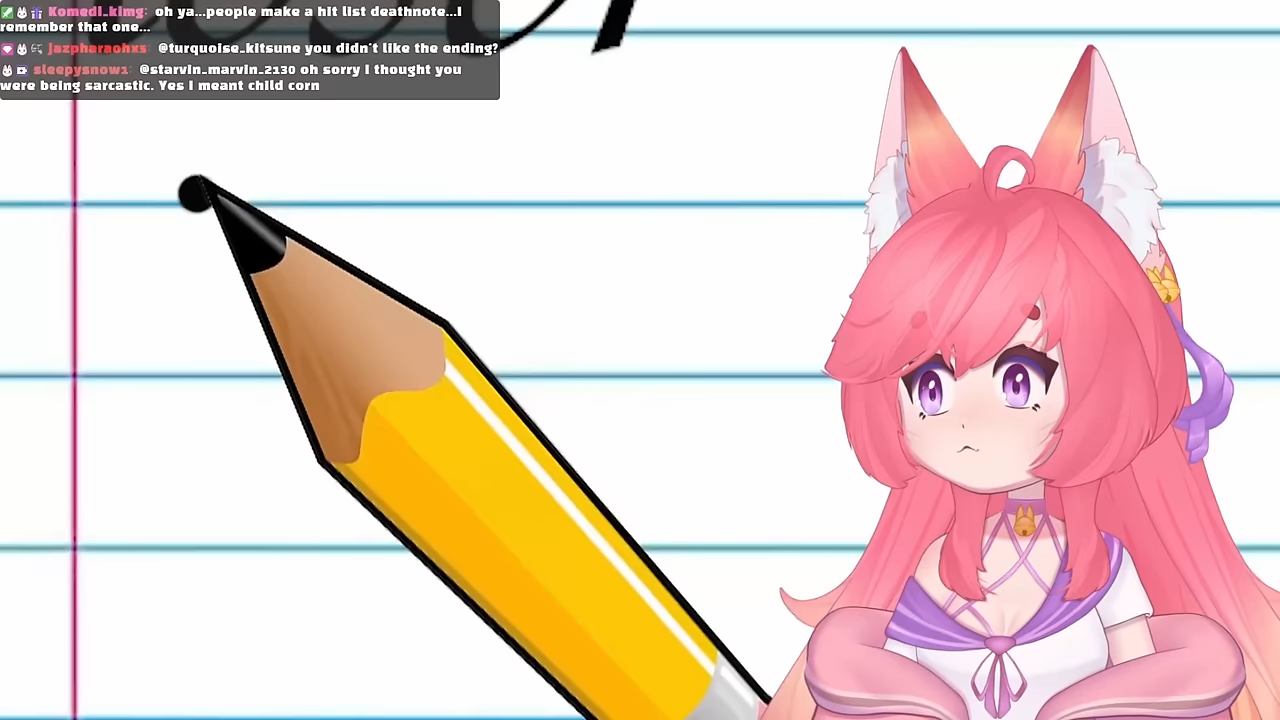 Komedi_kimg: oh ya...people make a hit list deathnote...I
remember that one...
jazpharaohxs: @turquoise_kitsune you didn't like the ending?
sleepysnow1: @starvin_marvin_2130 oh sorry I thought you
were being sarcastic. Yes I meant child corn